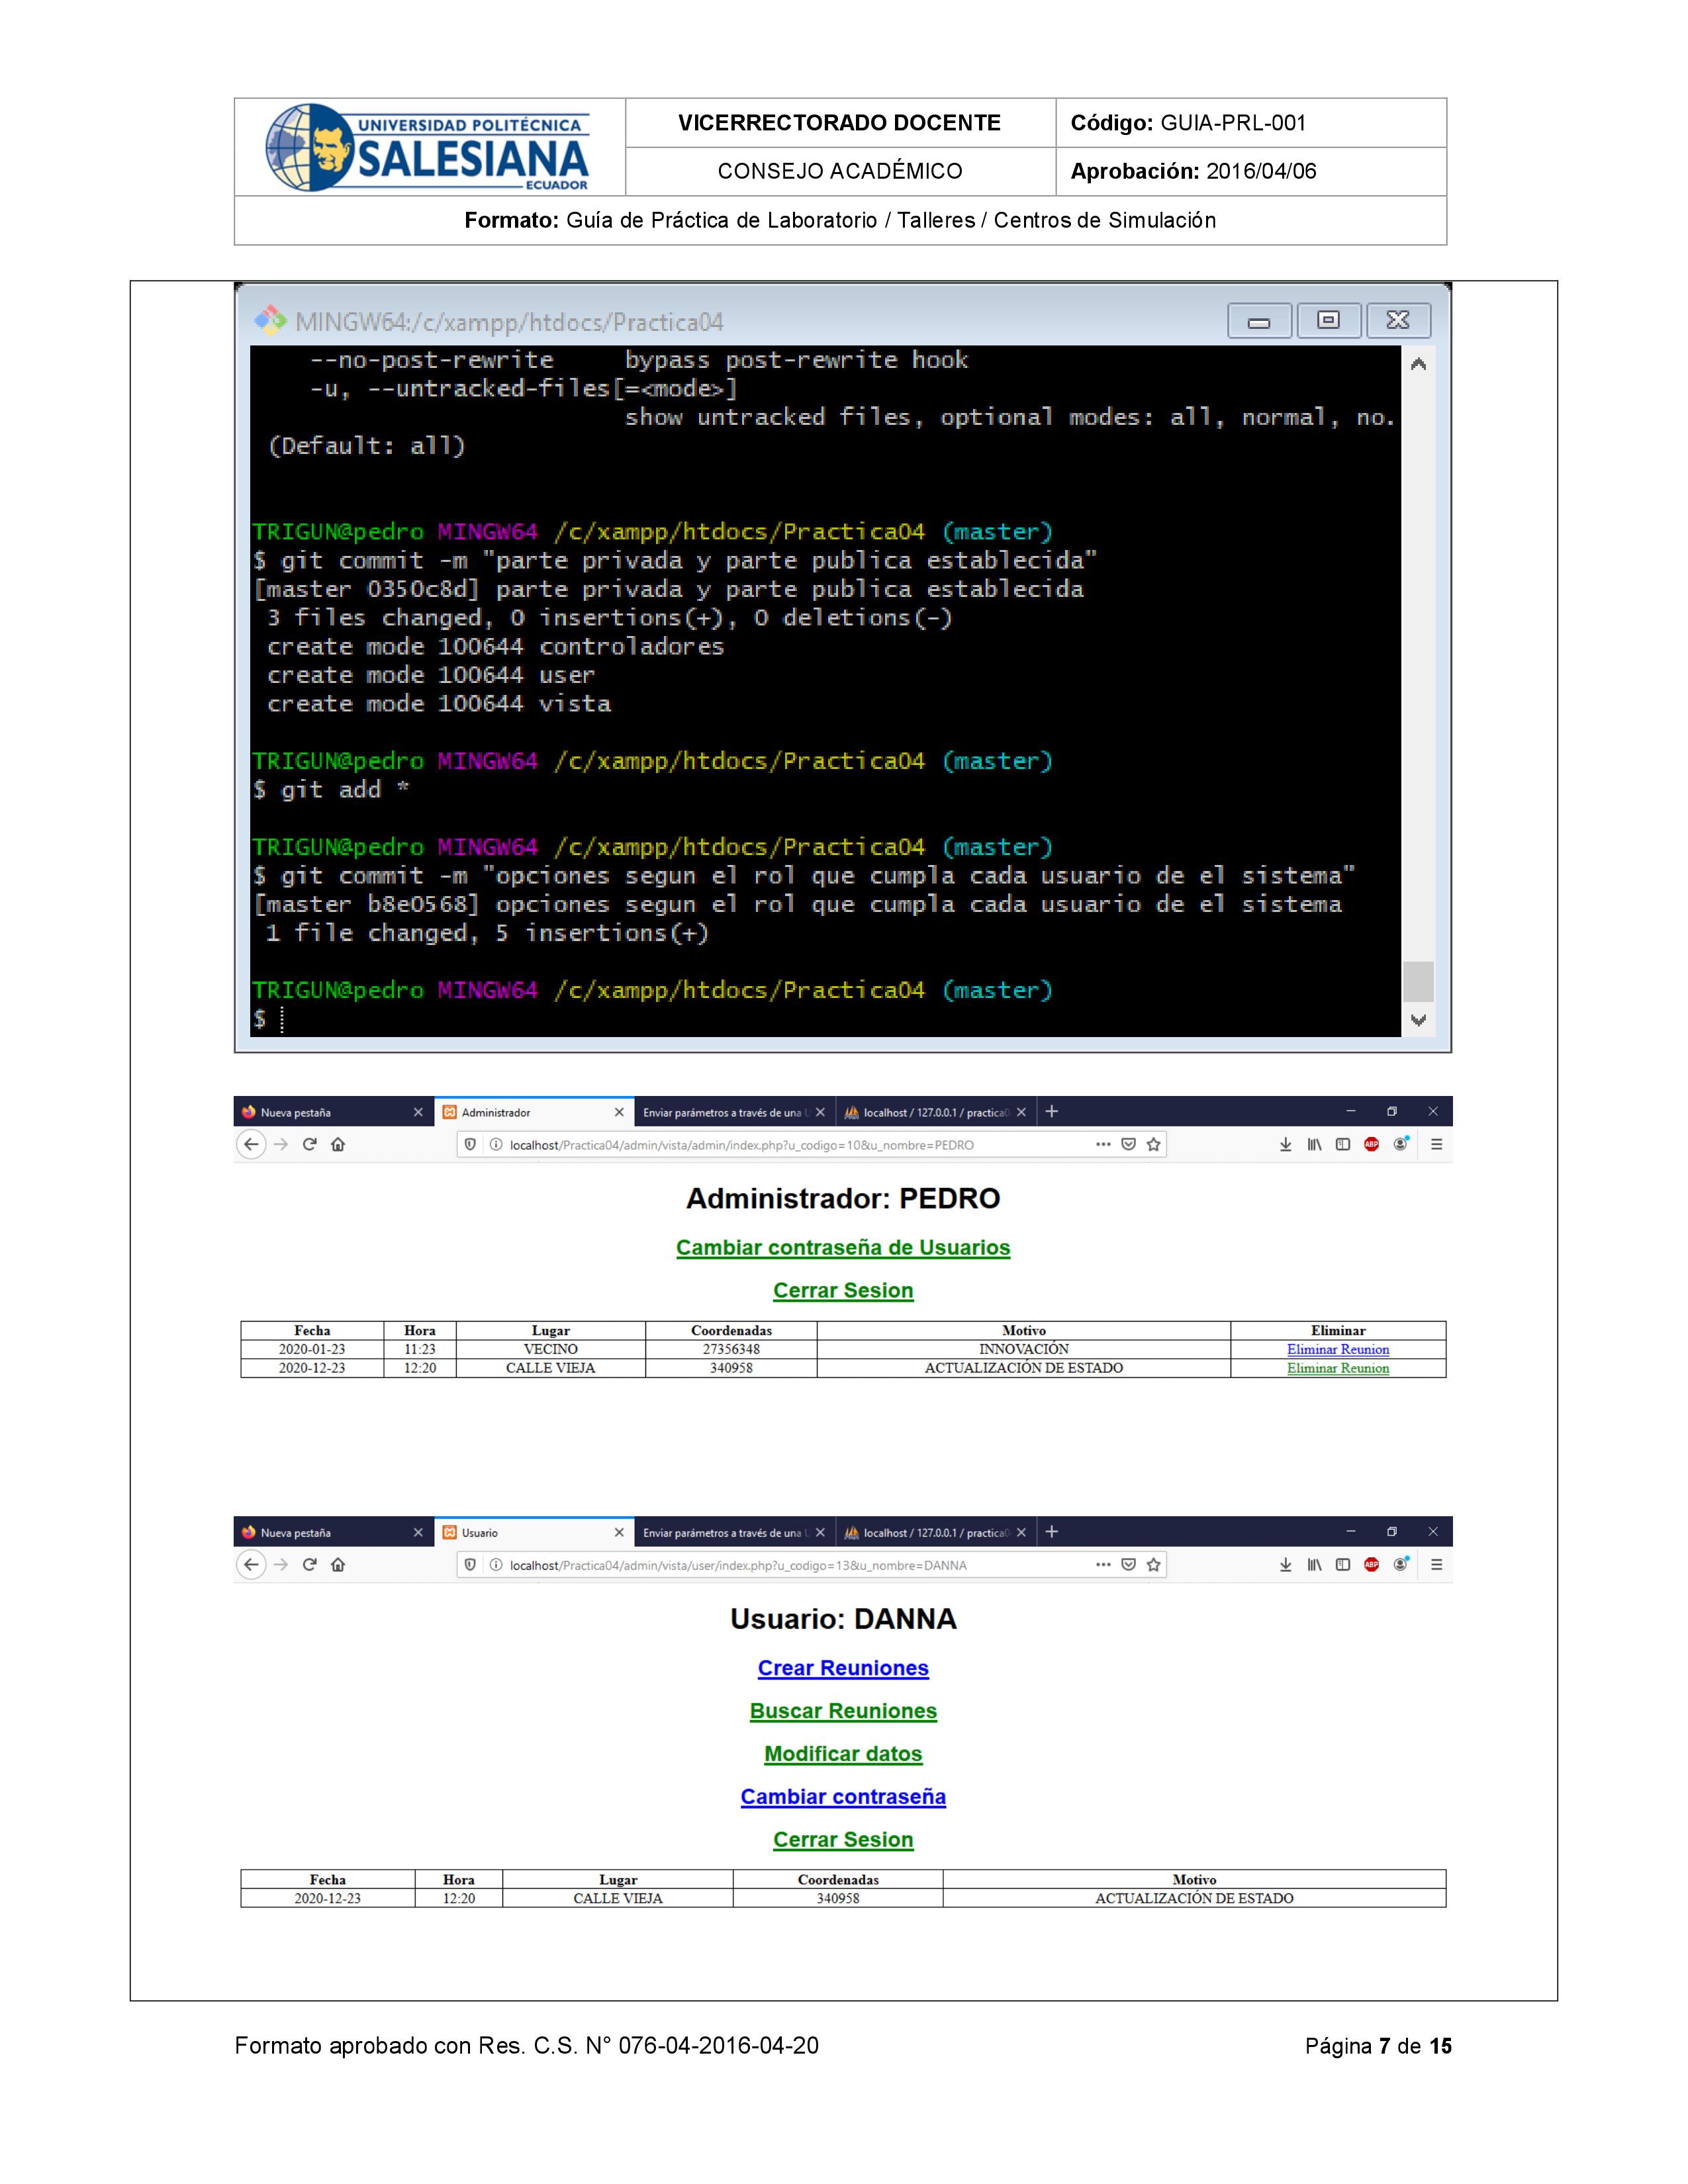 UNIVERSIDAD POLITÉCNICA
SALESIANA
ECUADOR
VICERRECTORADO DOCENTE
Código: GUIA-PRL-001
CONSEJO ACADÉMICO
Aprobación: 2016/04/06
Formato: Guía de Práctica de Laboratorio / Talleres / Centros de Simulación
MINGW64:/c/xampp/htdocs/Practica04
--no-post-rewrite bypass post-rewrite hook
-u, --untracked-files[=<mode>]
show untracked files, optional modes: all, normal, no.
(Default: all)
TRIGUN@pedro MINGW64 /c/xampp/htdocs/Practica04 (master)
$ git commit -m "parte privada y parte publica establecida"
[master 0350c8d] parte privada y parte publica establecida
3 files changed, 0 insertions(+), 0 deletions(-)
create mode 100644 controladores
create mode 100644 user
create mode 100644 vista
TRIGUN@pedro MINGW64 /c/xampp/htdocs/Practica04 (master)
$ git add *
TRIGUN@pedro MINGW64 /c/xampp/htdocs/Practica04 (master)
$ git commit -m "opciones segun el rol que cumpla cada usuario de el sistema"
[master b8e0568] opciones segun el rol que cumpla cada usuario de el sistema
1 file changed, 5 insertions(+)
TRIGUN@pedro MINGW64 /c/xampp/htdocs/Practica04 (master)
$
Nueva pestaña Administrador Enviar parámetros a través de una localhost / 127.0.0.1 / practica0
localhost/Practica04/admin/vista/admin/index.php?u_codigo=10&u_nombre=PEDRO
ABP
Administrador: PEDRO
Cambiar contraseña de Usuarios
Cerrar Sesion
Fecha Hora Lugar Coordenadas Motivo Eliminar
2020-01-23 11:23 VECINO 27356348 INNOVACIÓN Eliminar Reunion
2020-12-23 12:20 CALLE VIEJA 340958 ACTUALIZACIÓN DE ESTADO Eliminar Reunion
Nueva pestaña Usuario Enviar parámetros a través de una localhost / 127.0.0.1 / practica0
localhost/Practica04/admin/vista/user/index.php?u_codigo=13&u_nombre=DANNA
ABP
Usuario: DANNA
Crear Reuniones
Buscar Reuniones
Modificar datos
Cambiar contraseña
Cerrar Sesion
Fecha Hora Lugar Coordenadas Motivo
2020-12-23 12:20 CALLE VIEJA 340958 ACTUALIZACIÓN DE ESTADO
Formato aprobado con Res. C.S. N° 076-04-2016-04-20
Página 7 de 15